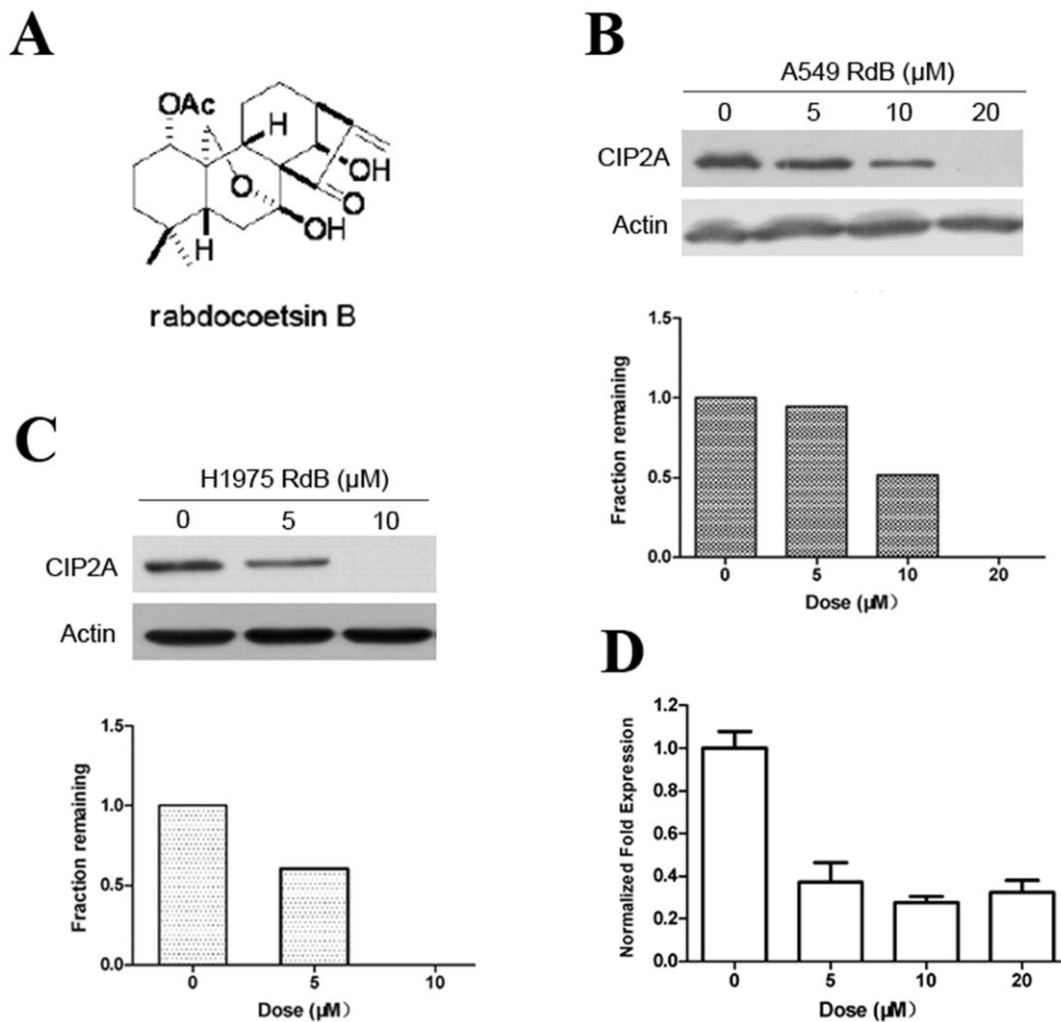 A
OAc
H
OH
O
O
OH
H
rabdocoetsin B
B
A549 RdB (μM)
0 5 10 20
CIP2A
Actin
1.5
1.0
0.5
0.0
Fraction remaining
0 5 10 20
Dose (μM)
C
H1975 RdB (μM)
0 5 10
CIP2A
Actin
1.5
1.0
0.5
0.0
Fraction remaining
0 5 10
Dose (μM)
D
1.2
1.0
0.8
0.6
0.4
0.2
0.0
Normalized Fold Expression
0 5 10 20
Dose (μM)